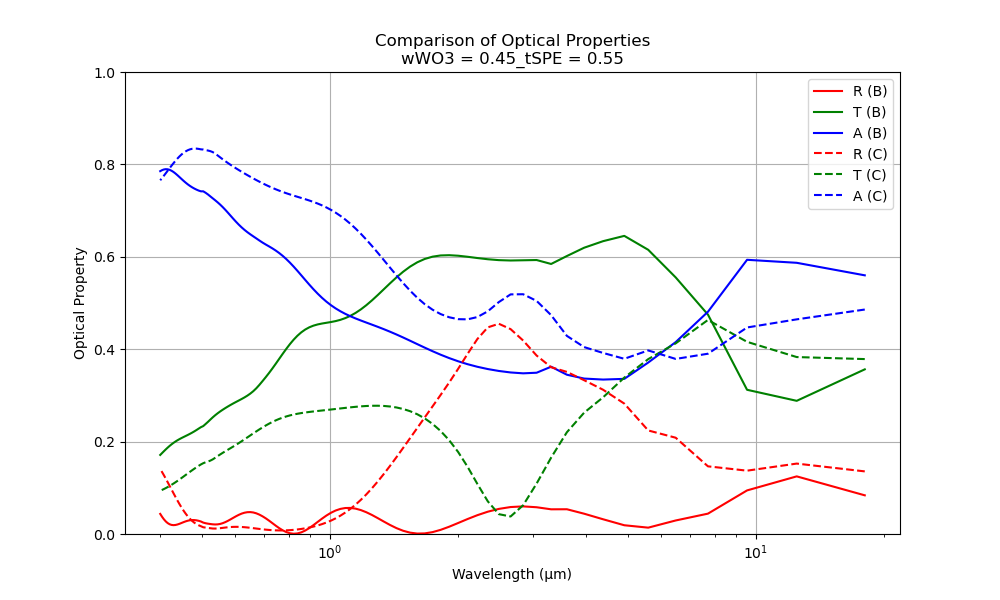 Comparison of Optical Properties
wWO3 = 0.45_tSPE = 0.55
1.0
0.8
0.6
0.4
0.2
0.0
Optical Property
R (B)
T (B)
A (B)
R (C)
T (C)
A (C)
10⁰
10¹
Wavelength (μm)